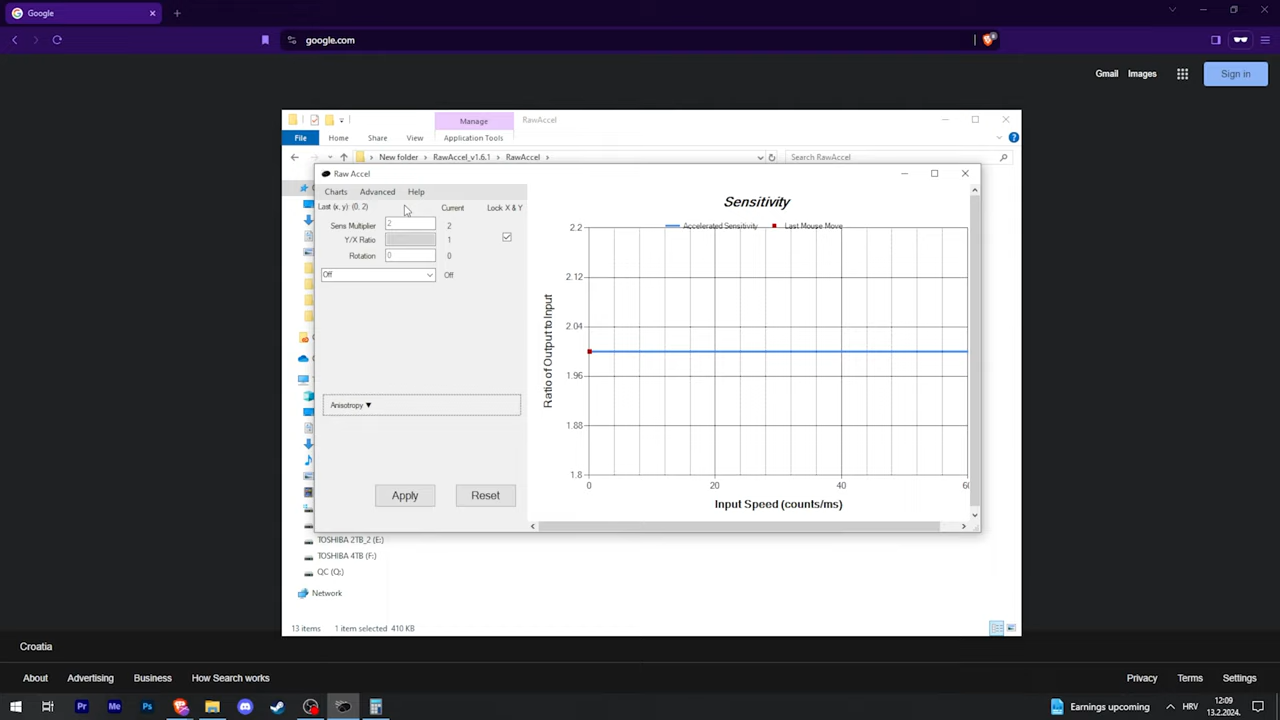 Google
google.com
Gmail
Images
Sign in
Manage
RawAccel
File
Home
Share
View
Application Tools
New folder
RawAccel_v1.6.1
RawAccel
Search RawAccel
Raw Accel
Charts
Advanced
Help
Last (x, y) (0, 2)
Current
Lock X & Y
Sens Multiplier
2
2
Y/X Ratio
1
Rotation
0
0
Off
Off
Anisotropy ▼
Apply
Reset
Sensitivity
Accelerated Sensitivity
Last Mouse Move
2.2
2.12
2.04
1.96
1.88
1.8
Ratio of Output to Input
0
20
40
Input Speed (counts/ms)
TOSHIBA 2TB_2 (E:)
TOSHIBA 4TB (F:)
QC (Q:)
Network
13 items
1 item selected 410 KB
Croatia
About
Advertising
Business
How Search works
Privacy
Terms
Settings
Pr
Me
Ps
Earnings upcoming
HRV
12:09
13.2.2024.